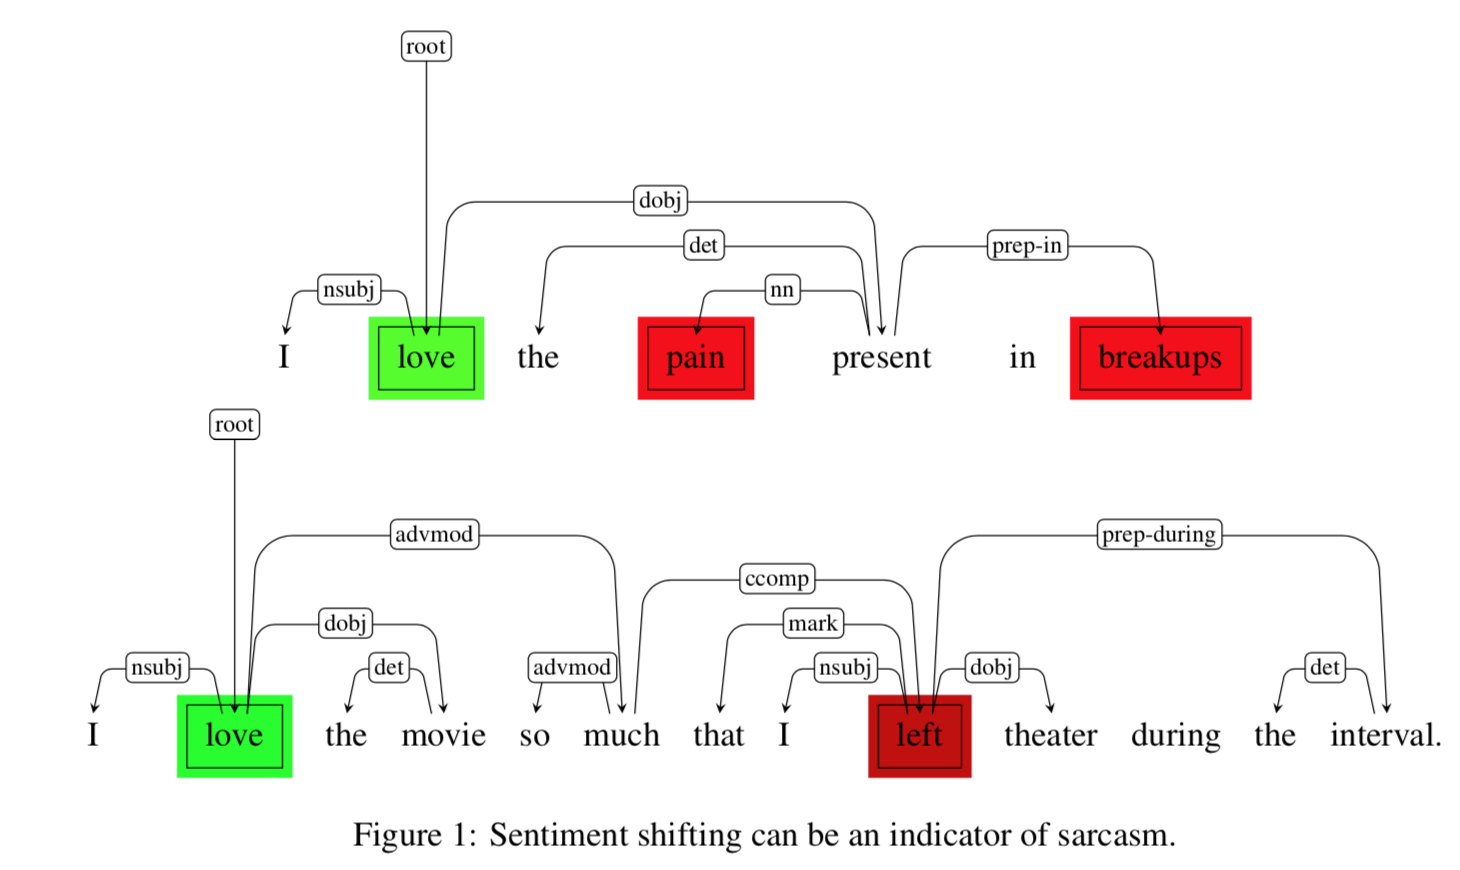 root
dobj
det
prep-in
nsubj
nn
I love the pain present in breakups
root
advmod
prep-during
ccomp
dobj
mark
nsubj
det
advmod
nsubj
dobj
det
I love the movie so much that I left theater during the interval.
Figure 1: Sentiment shifting can be an indicator of sarcasm.